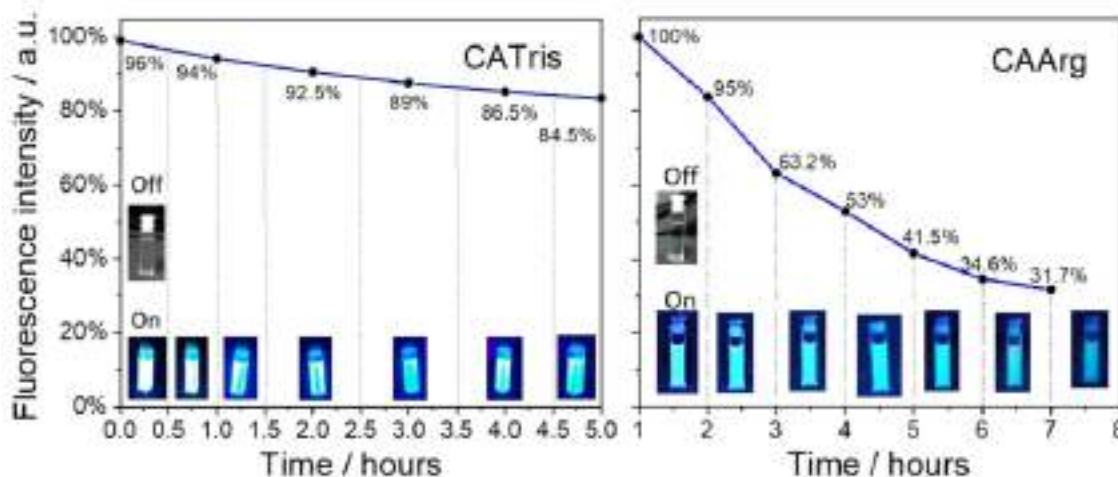 Fluorescence intensity / a.u.
100%
80%
60%
40%
20%
0%
CATris
96%
94%
92.5%
89%
86.5%
84.5%
Off
On
0.0 0.5 1.0 1.5 2.0 2.5 3.0 3.5 4.0 4.5 5.0
Time / hours
CAArg
100%
95%
63.2%
53%
41.5%
34.6%
31.7%
Off
On
1 2 3 4 5 6 7 8
Time / hours